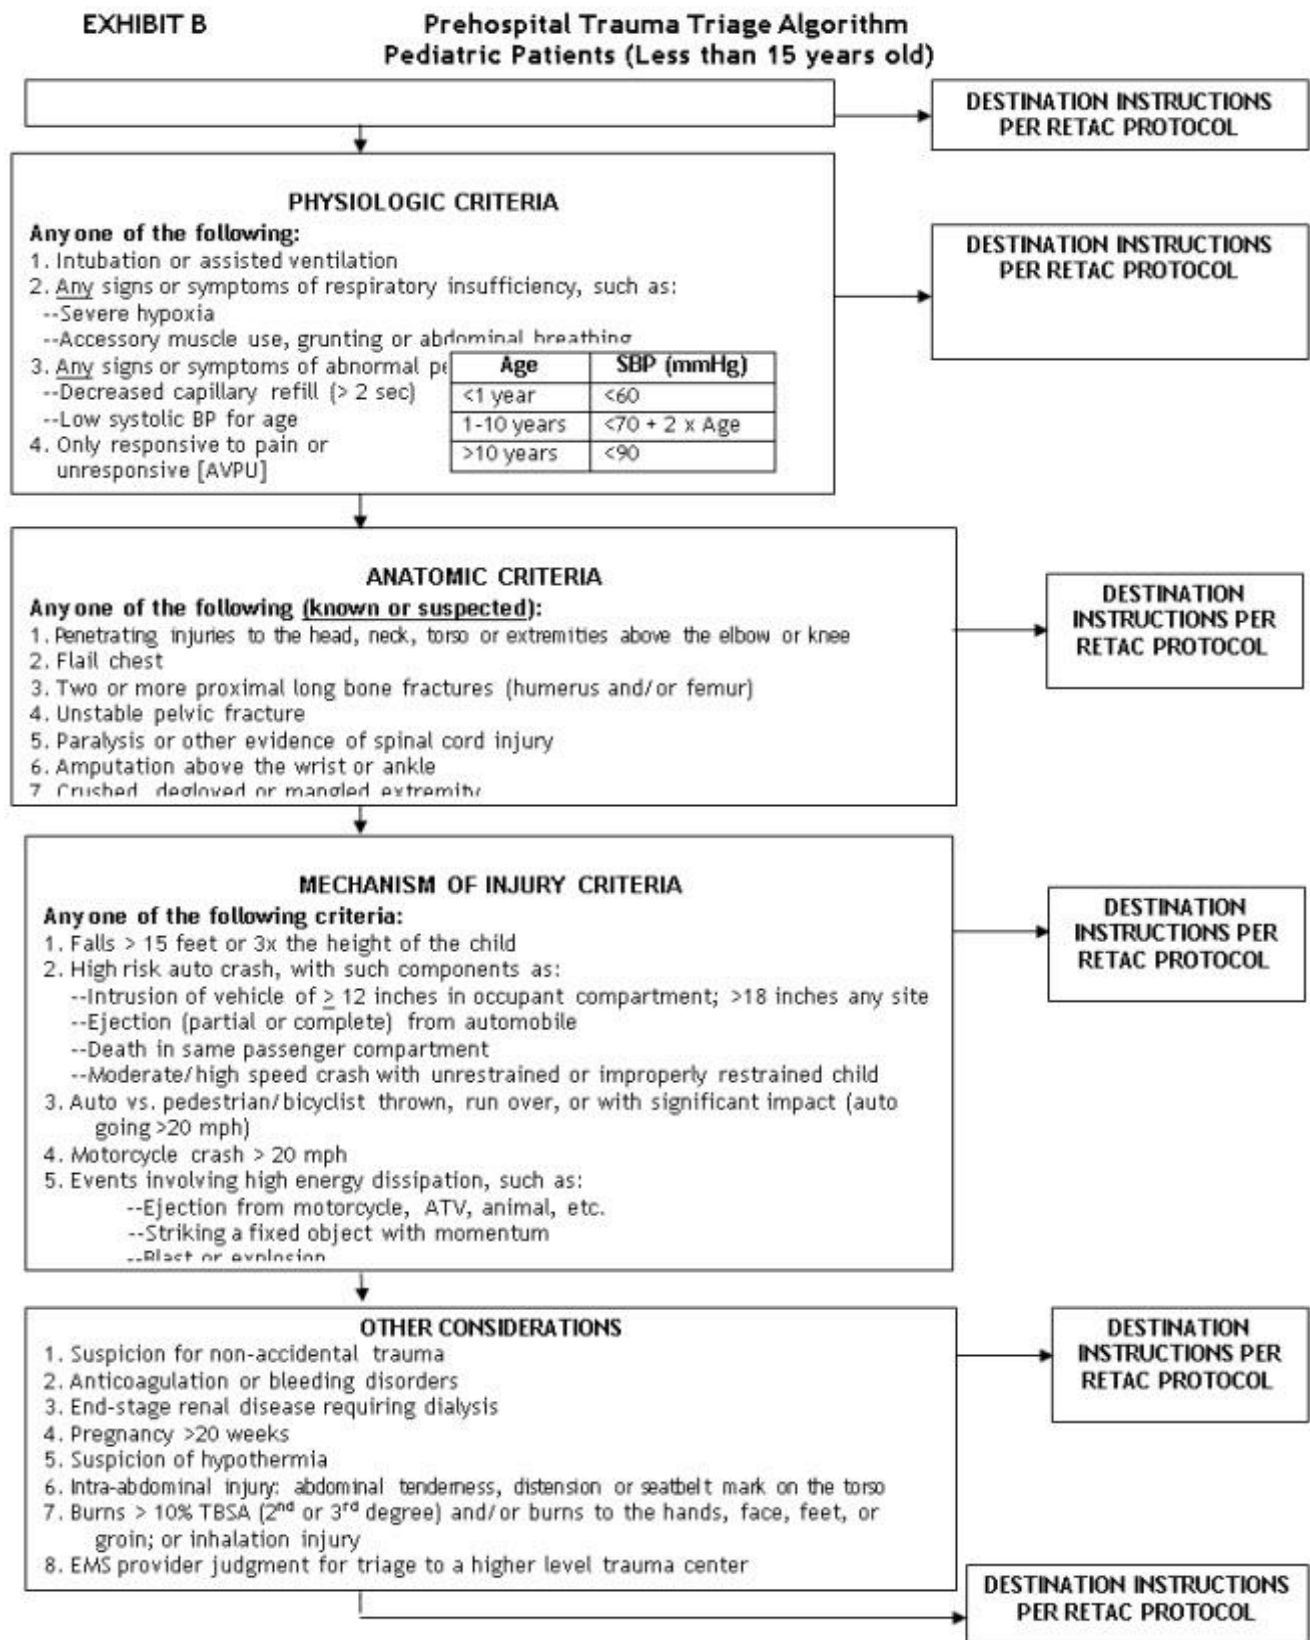 EXHIBIT B
Prehospital Trauma Triage Algorithm
Pediatric Patients (Less than 15 years old)
DESTINATION INSTRUCTIONS
PER RETAC PROTOCOL
PHYSIOLOGIC CRITERIA
Any one of the following:
1. Intubation or assisted ventilation
2. Any signs or symptoms of respiratory insufficiency, such as:
--Severe hypoxia
--Accessory muscle use, grunting or abdominal breathing
3. Any signs or symptoms of abnormal
--Decreased capillary refill (> 2 sec)
--Low systolic BP for age
4. Only responsive to pain or
unresponsive [AVPU]
Age SBP (mmHg)
<1 year <60
1-10 years <70 + 2 x Age
>10 years <90
DESTINATION INSTRUCTIONS
PER RETAC PROTOCOL
ANATOMIC CRITERIA
Any one of the following (known or suspected):
1. Penetrating injuries to the head, neck, torso or extremities above the elbow or knee
2. Flail chest
3. Two or more proximal long bone fractures (humerus and/or femur)
4. Unstable pelvic fracture
5. Paralysis or other evidence of spinal cord injury
6. Amputation above the wrist or ankle
7. Crushed, degloved or mangled extremity
DESTINATION
INSTRUCTIONS PER
RETAC PROTOCOL
MECHANISM OF INJURY CRITERIA
Any one of the following criteria:
1. Falls > 15 feet or 3x the height of the child
2. High risk auto crash, with such components as:
--Intrusion of vehicle of ≥ 12 inches in occupant compartment; >18 inches any site
--Ejection (partial or complete) from automobile
--Death in same passenger compartment
--Moderate/high speed crash with unrestrained or improperly restrained child
3. Auto vs. pedestrian/bicyclist thrown, run over, or with significant impact (auto
going >20 mph)
4. Motorcycle crash > 20 mph
5. Events involving high energy dissipation, such as:
--Ejection from motorcycle, ATV, animal, etc.
--Striking a fixed object with momentum
--Blast or explosion
DESTINATION
INSTRUCTIONS PER
RETAC PROTOCOL
OTHER CONSIDERATIONS
1. Suspicion for non-accidental trauma
2. Anticoagulation or bleeding disorders
3. End-stage renal disease requiring dialysis
4. Pregnancy >20 weeks
5. Suspicion of hypothermia
6. Intra-abdominal injury: abdominal tenderness, distension or seatbelt mark on the torso
7. Burns > 10% TBSA (2nd or 3rd degree) and/or burns to the hands, face, feet, or
groin; or inhalation injury
8. EMS provider judgment for triage to a higher level trauma center
DESTINATION
INSTRUCTIONS PER
RETAC PROTOCOL
DESTINATION INSTRUCTIONS
PER RETAC PROTOCOL